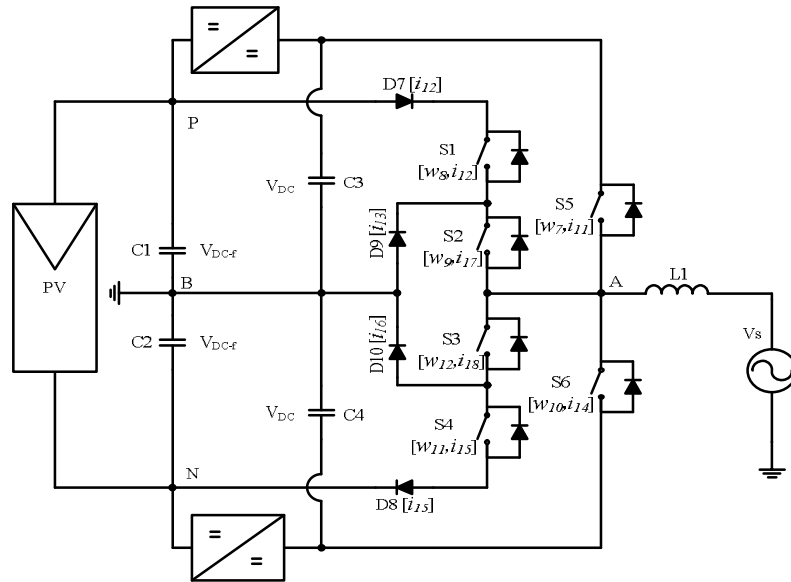 D7 [i12]
P
S1
[w8,i12]
VDC
C3
S5
[w7,i11]
D9 [i13]
S2
[w9,i17]
C1
VDC-f
PV
B
A
L1
C2
VDC-f
D10 [i16]
S3
[w12,i18]
Vs
S6
[w10,i14]
VDC
C4
S4
[w11,i15]
N
D8 [i15]